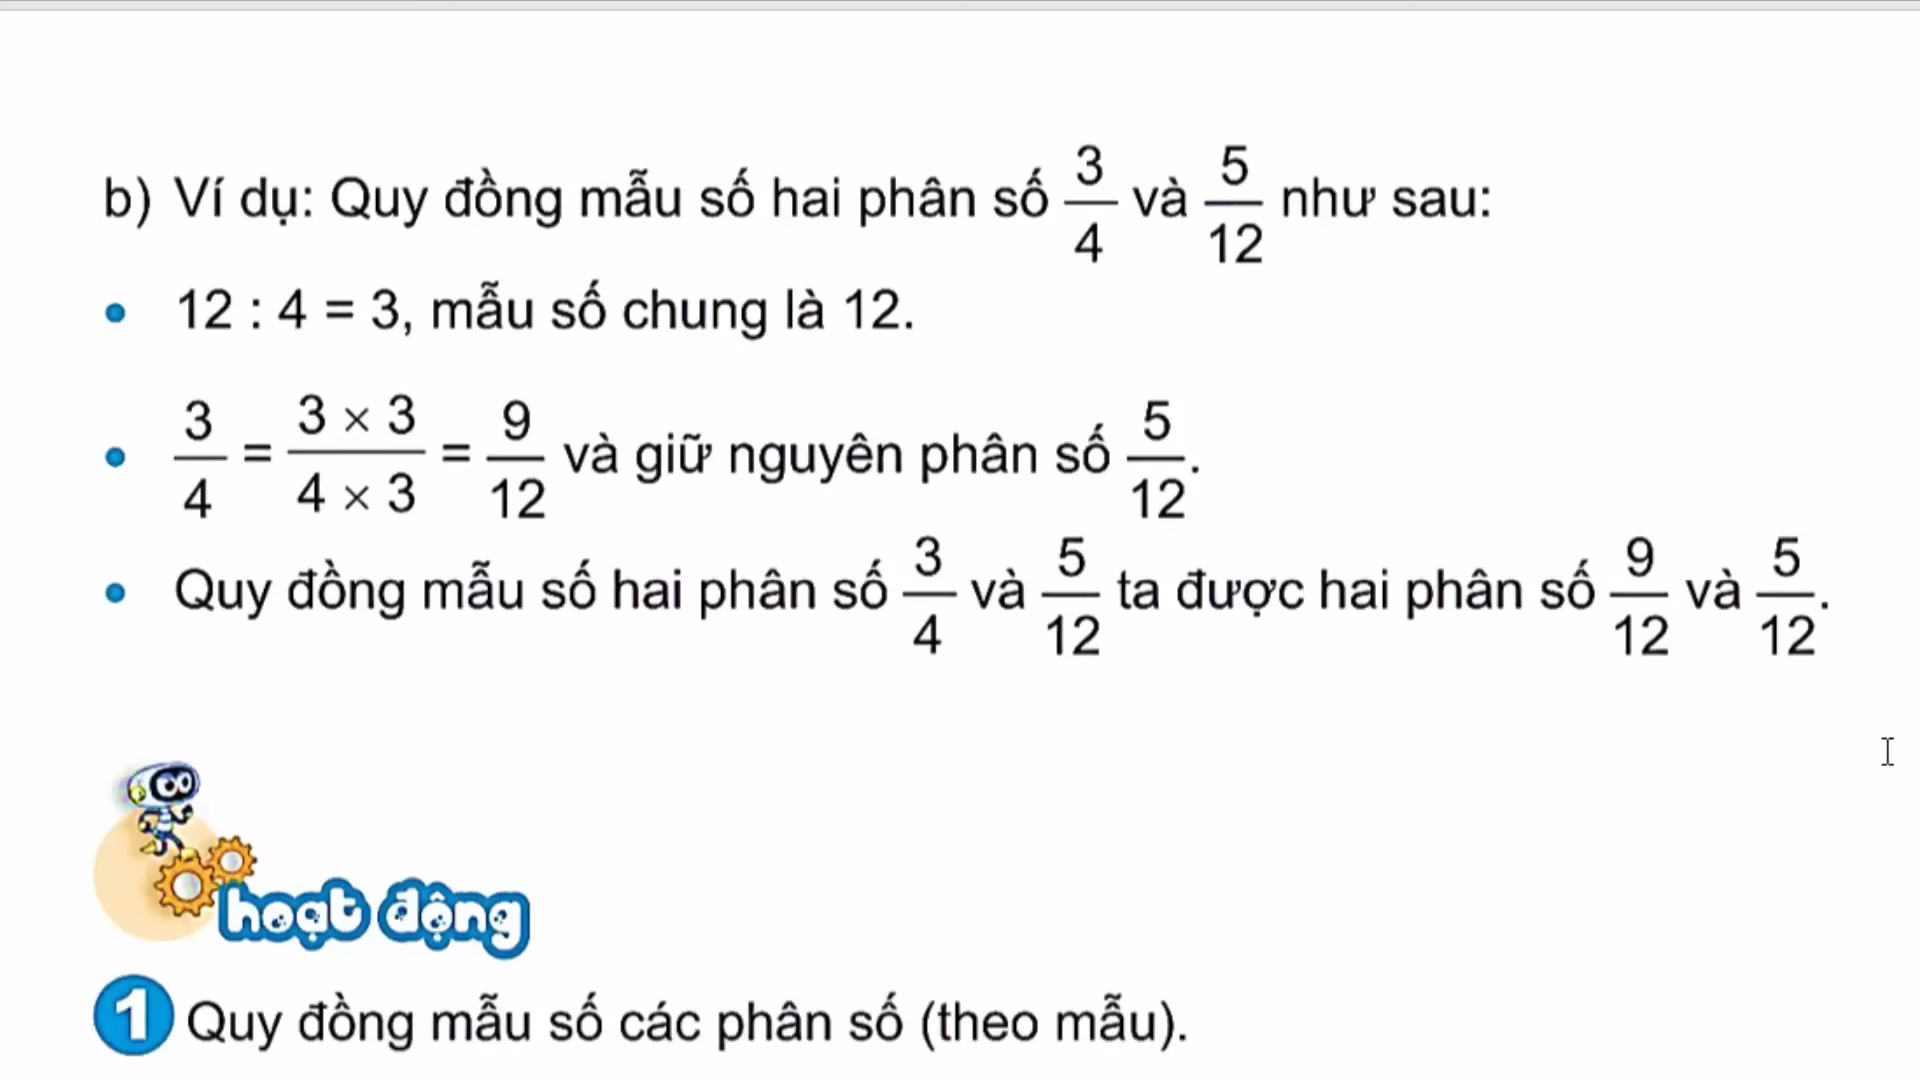 b) Ví dụ: Quy đồng mẫu số hai phân số 3/4 và 5/12 như sau:
• 12 : 4 = 3, mẫu số chung là 12.
• 3/4 = (3 × 3)/(4 × 3) = 9/12 và giữ nguyên phân số 5/12.
• Quy đồng mẫu số hai phân số 3/4 và 5/12 ta được hai phân số 9/12 và 5/12.
hoạt động
1 Quy đồng mẫu số các phân số (theo mẫu).